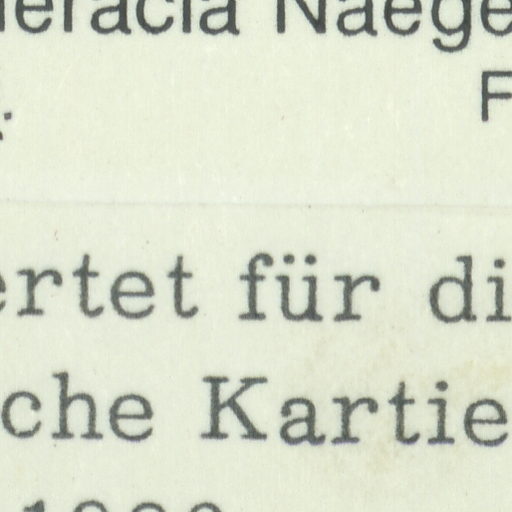 ieracia Naege
F
ertet für di
che Kartie